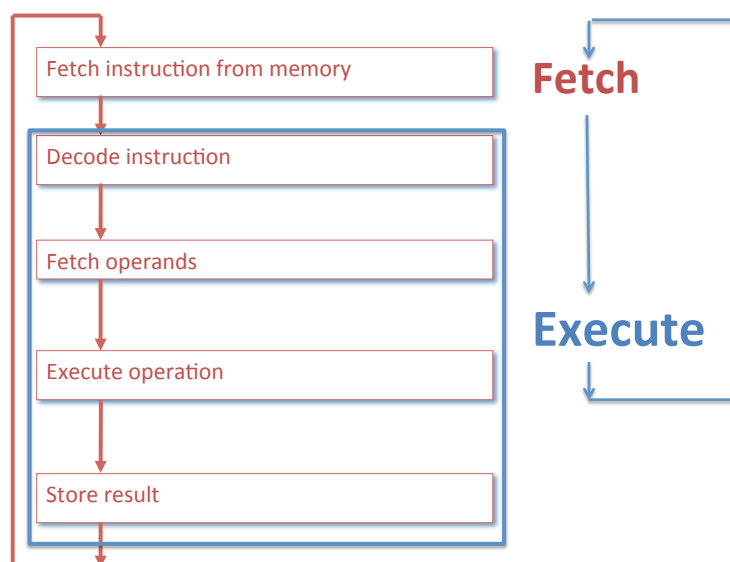 Fetch instruction from memory
Decode instruction
Fetch operands
Execute operation
Store result
Fetch
Execute